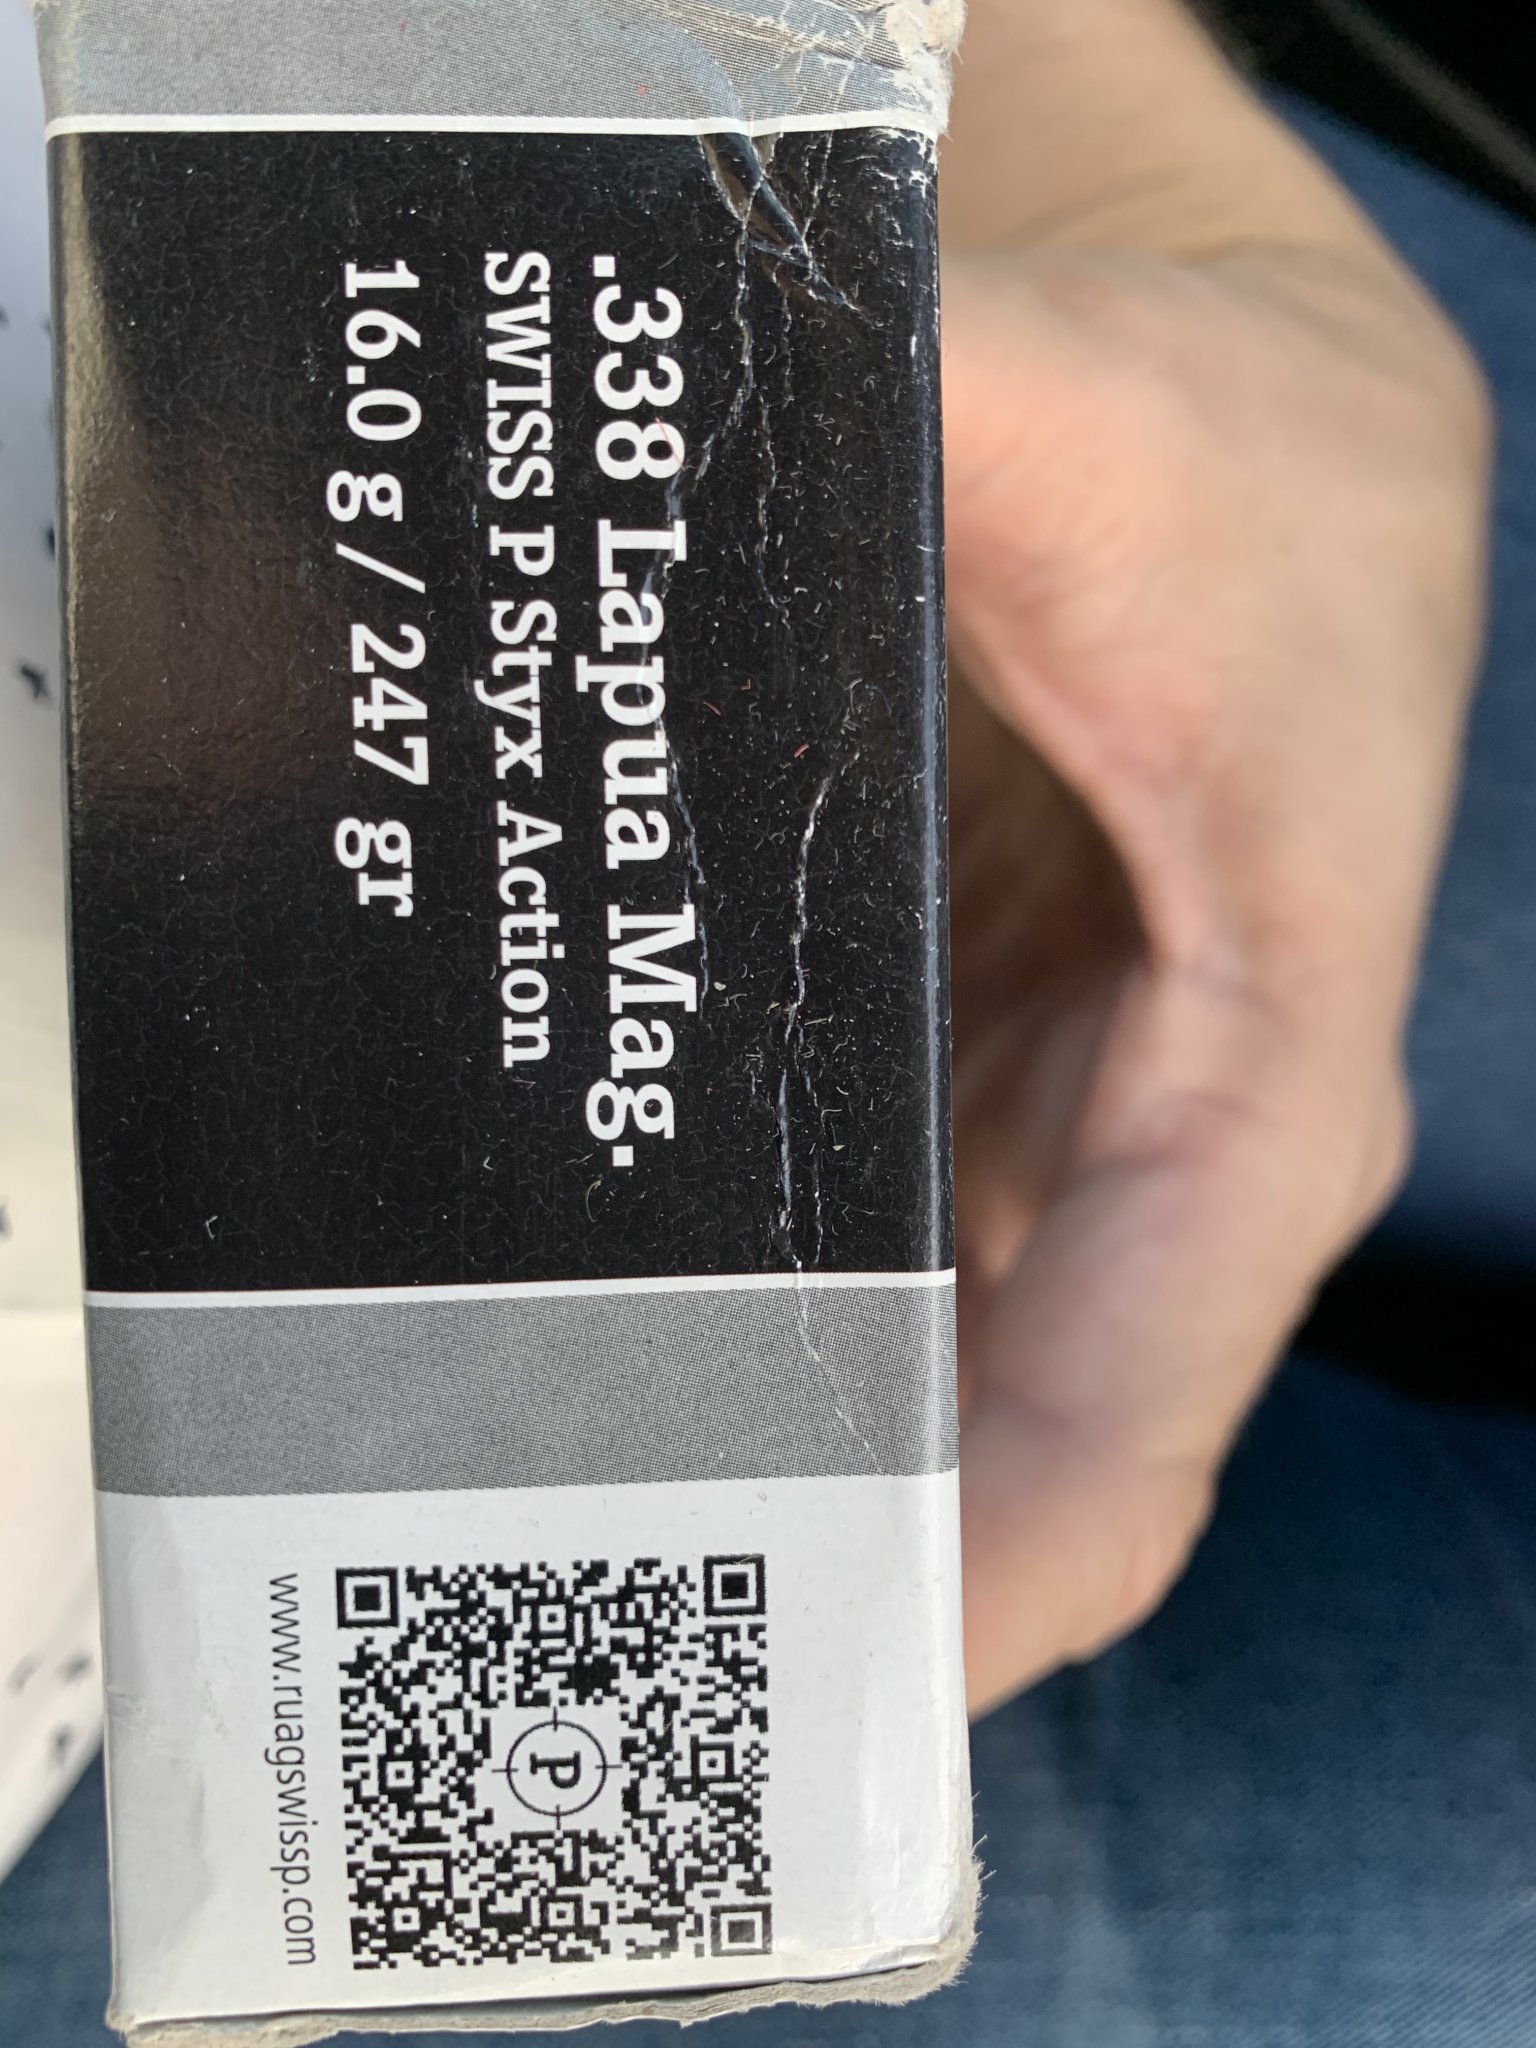 .338 Lapua Mag.
SWISS P Styx Action
16.0 g / 247 gr
P
www.ruagswissp.com